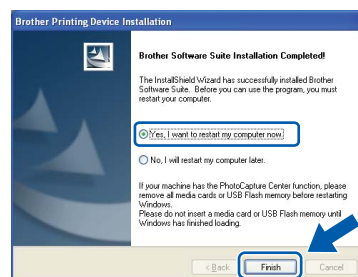 Brother Printing Device Installation
Brother Software Suite Installation Completed!
The InstallShield Wizard has successfully installed Brother
Software Suite. Before you can use the program, you must
restart your computer.
Yes, I want to restart my computer now.
No, I will restart my computer later.
If your machine has the PhotoCapture Center function, please
remove all media cards or USB Flash memory before restarting
Windows.
Please do not insert a media card or USB Flash memory until
Windows has finished loading.
< Back Finish Cancel